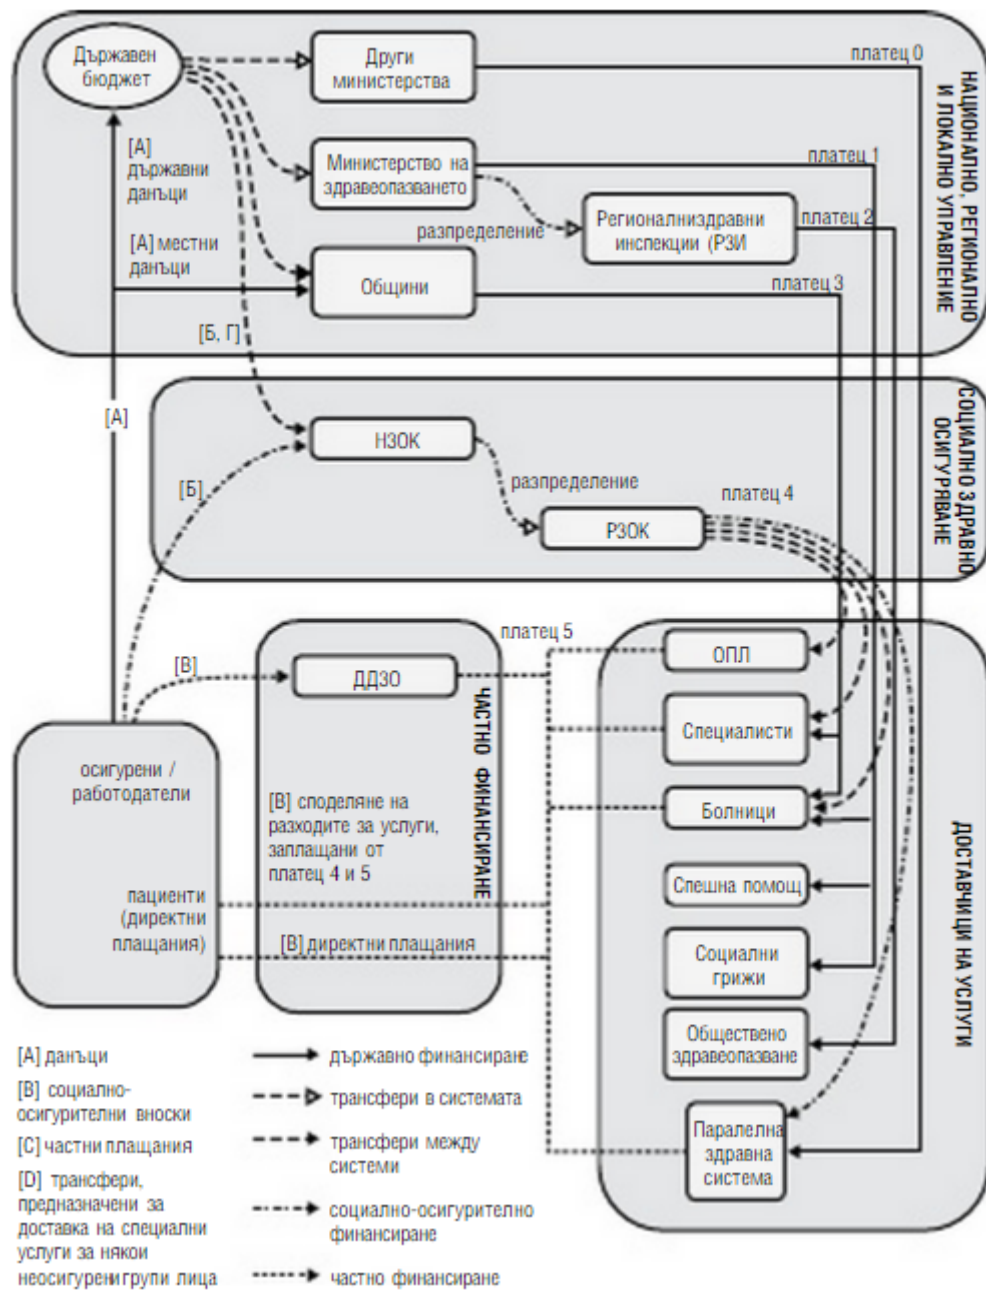 Държавен
бюджет
Други
министерства
платец 0
[А]
държавни
данъци
Министерство на
здравеопазването
платец 1
разпределение
Регионалниздравни
инспекции (РЗИ
платец 2
[А] местни
данъци
Общини
платец 3
НАЦИОНАЛНО, РЕГИОНАЛНО
И ЛОКАЛНО УПРАВЛЕНИЕ
[Б, Г]
[А]
НЗОК
[Б]
разпределение
платец 4
РЗОК
СОЦИАЛНО ЗДРАВНО
ОСИГУРЯВАНЕ
платец 5
[В]
ДДЗО
ОПЛ
Специалисти
осигурени /
работодатели
[В] споделяне на
разходите за услуги,
заплащани от
платец 4 и 5
ЧАСТНО ФИНАНСИРАНЕ
Болници
Спешна помощ
пациенти
(директни
плащания)
[В] директни плащания
Социални
грижи
Обществено
здравеопазване
Паралелна
здравна
система
ДОСТАВЧИЦИ НА УСЛУГИ
[A] данъци
[B] социално-
осигурителни
вноски
[C] частни плащания
[D] трансфери,
предназначени за
доставка на специални
услуги за някои
неосигуренигрупи лица
държавно финансиране
трансфери в системата
трансфери между
системи
социално-осигурително
финансиране
частно финансиране